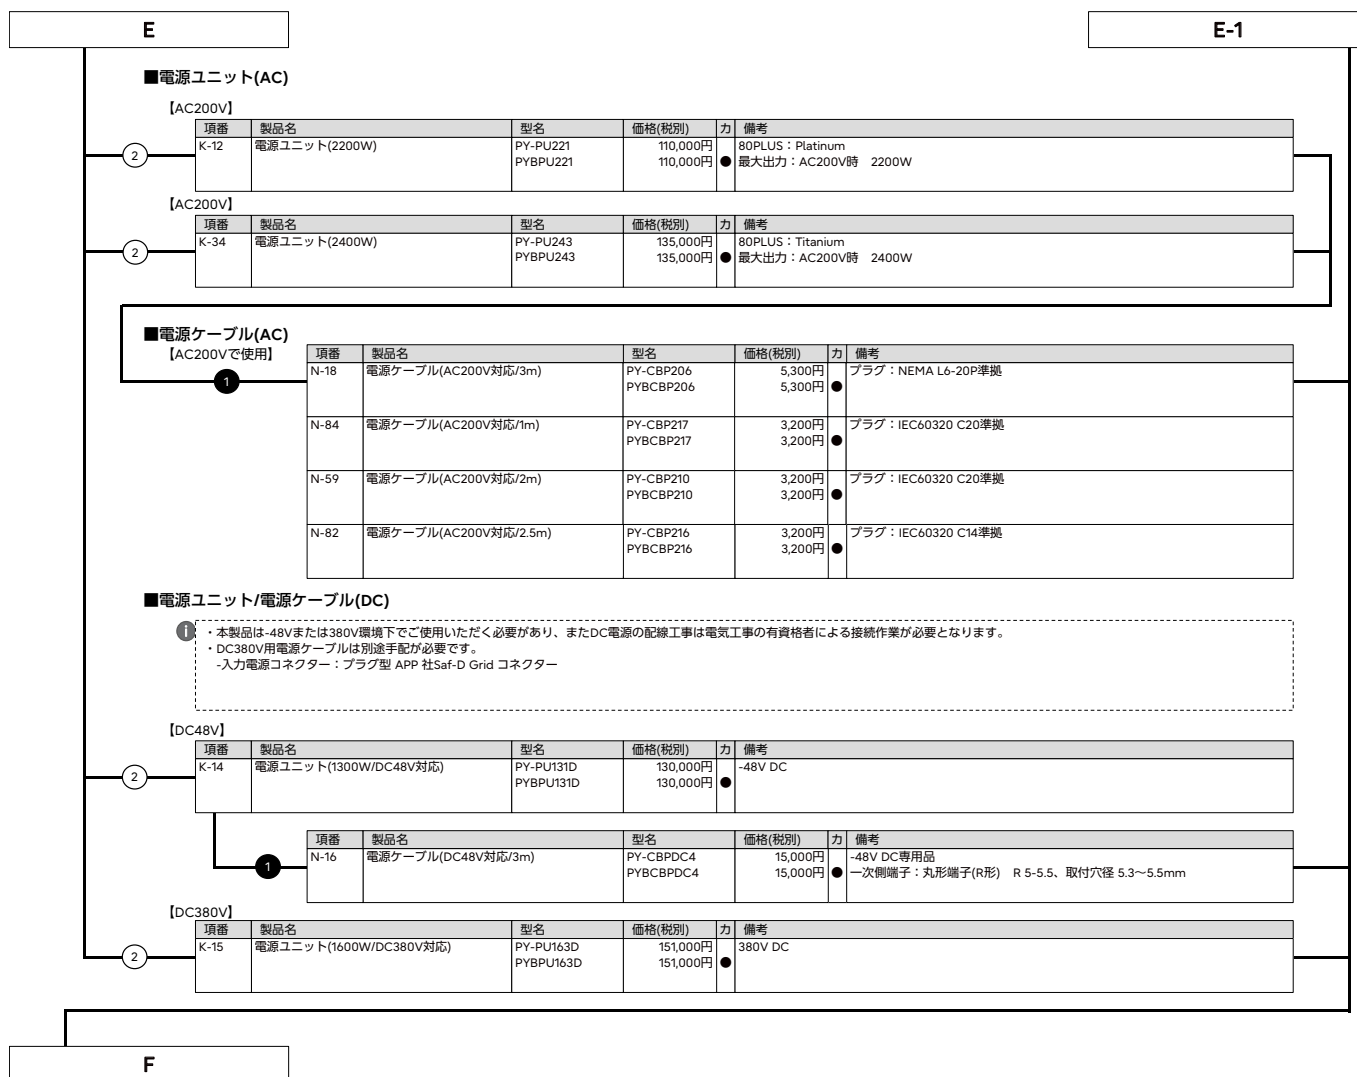 E
E-1
■電源ユニット(AC)
【AC200V】
項番 製品名 型名 価格(税別) カ 備考
K-12 電源ユニット(2200W) PY-PU221 110,000円 80PLUS：Platinum
PYBPU221 110,000円 ● 最大出力：AC200V時 2200W
2
【AC200V】
項番 製品名 型名 価格(税別) カ 備考
K-34 電源ユニット(2400W) PY-PU243 135,000円 80PLUS：Titanium
PYBPU243 135,000円 ● 最大出力：AC200V時 2400W
2
■電源ケーブル(AC)
【AC200Vで使用】
項番 製品名 型名 価格(税別) カ 備考
N-18 電源ケーブル(AC200V対応/3m) PY-CBP206 5,300円 プラグ：NEMA L6-20P準拠
1
PYBCBP206 5,300円 ●
N-84 電源ケーブル(AC200V対応/1m) PY-CBP217 3,200円 プラグ：IEC60320 C20準拠
PYBCBP217 3,200円 ●
N-59 電源ケーブル(AC200V対応/2m) PY-CBP210 3,200円 プラグ：IEC60320 C20準拠
PYBCBP210 3,200円 ●
N-82 電源ケーブル(AC200V対応/2.5m) PY-CBP216 3,200円 プラグ：IEC60320 C14準拠
PYBCBP216 3,200円 ●
■電源ユニット/電源ケーブル(DC)
i ・本製品は-48Vまたは380V環境下でご使用いただく必要があり、またDC電源の配線工事は電気工事の有資格者による接続作業が必要となります。
・DC380V用電源ケーブルは別途手配が必要です。
-入力電源コネクター：プラグ型 APP 社Saf-D Grid コネクター
【DC48V】
項番 製品名 型名 価格(税別) カ 備考
K-14 電源ユニット(1300W/DC48V対応) PY-PU131D 130,000円 -48V DC
2
PYBPU131D 130,000円 ●
項番 製品名 型名 価格(税別) カ 備考
N-16 電源ケーブル(DC48V対応/3m) PY-CBPDC4 15,000円 -48V DC専用品
1
PYBCBPDC4 15,000円 ● 一次側端子：丸形端子(R形) R 5-5.5、取付穴径 5.3～5.5mm
【DC380V】
項番 製品名 型名 価格(税別) カ 備考
K-15 電源ユニット(1600W/DC380V対応) PY-PU163D 151,000円 380V DC
2
PYBPU163D 151,000円 ●
F